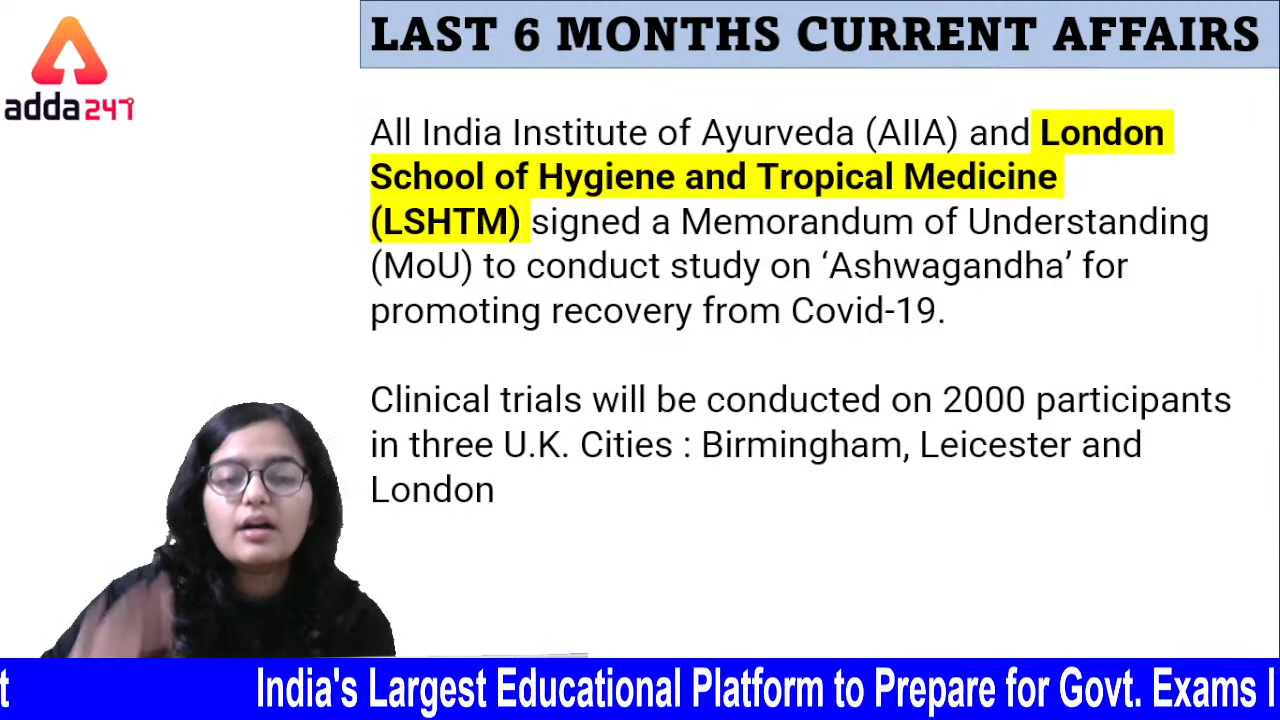 LAST 6 MONTHS CURRENT AFFAIRS
adda247
All India Institute of Ayurveda (AIIA) and London
School of Hygiene and Tropical Medicine
(LSHTM) signed a Memorandum of Understanding
(MoU) to conduct study on ‘Ashwagandha’ for
promoting recovery from Covid-19.
Clinical trials will be conducted on 2000 participants
in three U.K. Cities : Birmingham, Leicester and
London
t India's Largest Educational Platform to Prepare for Govt. Exams I